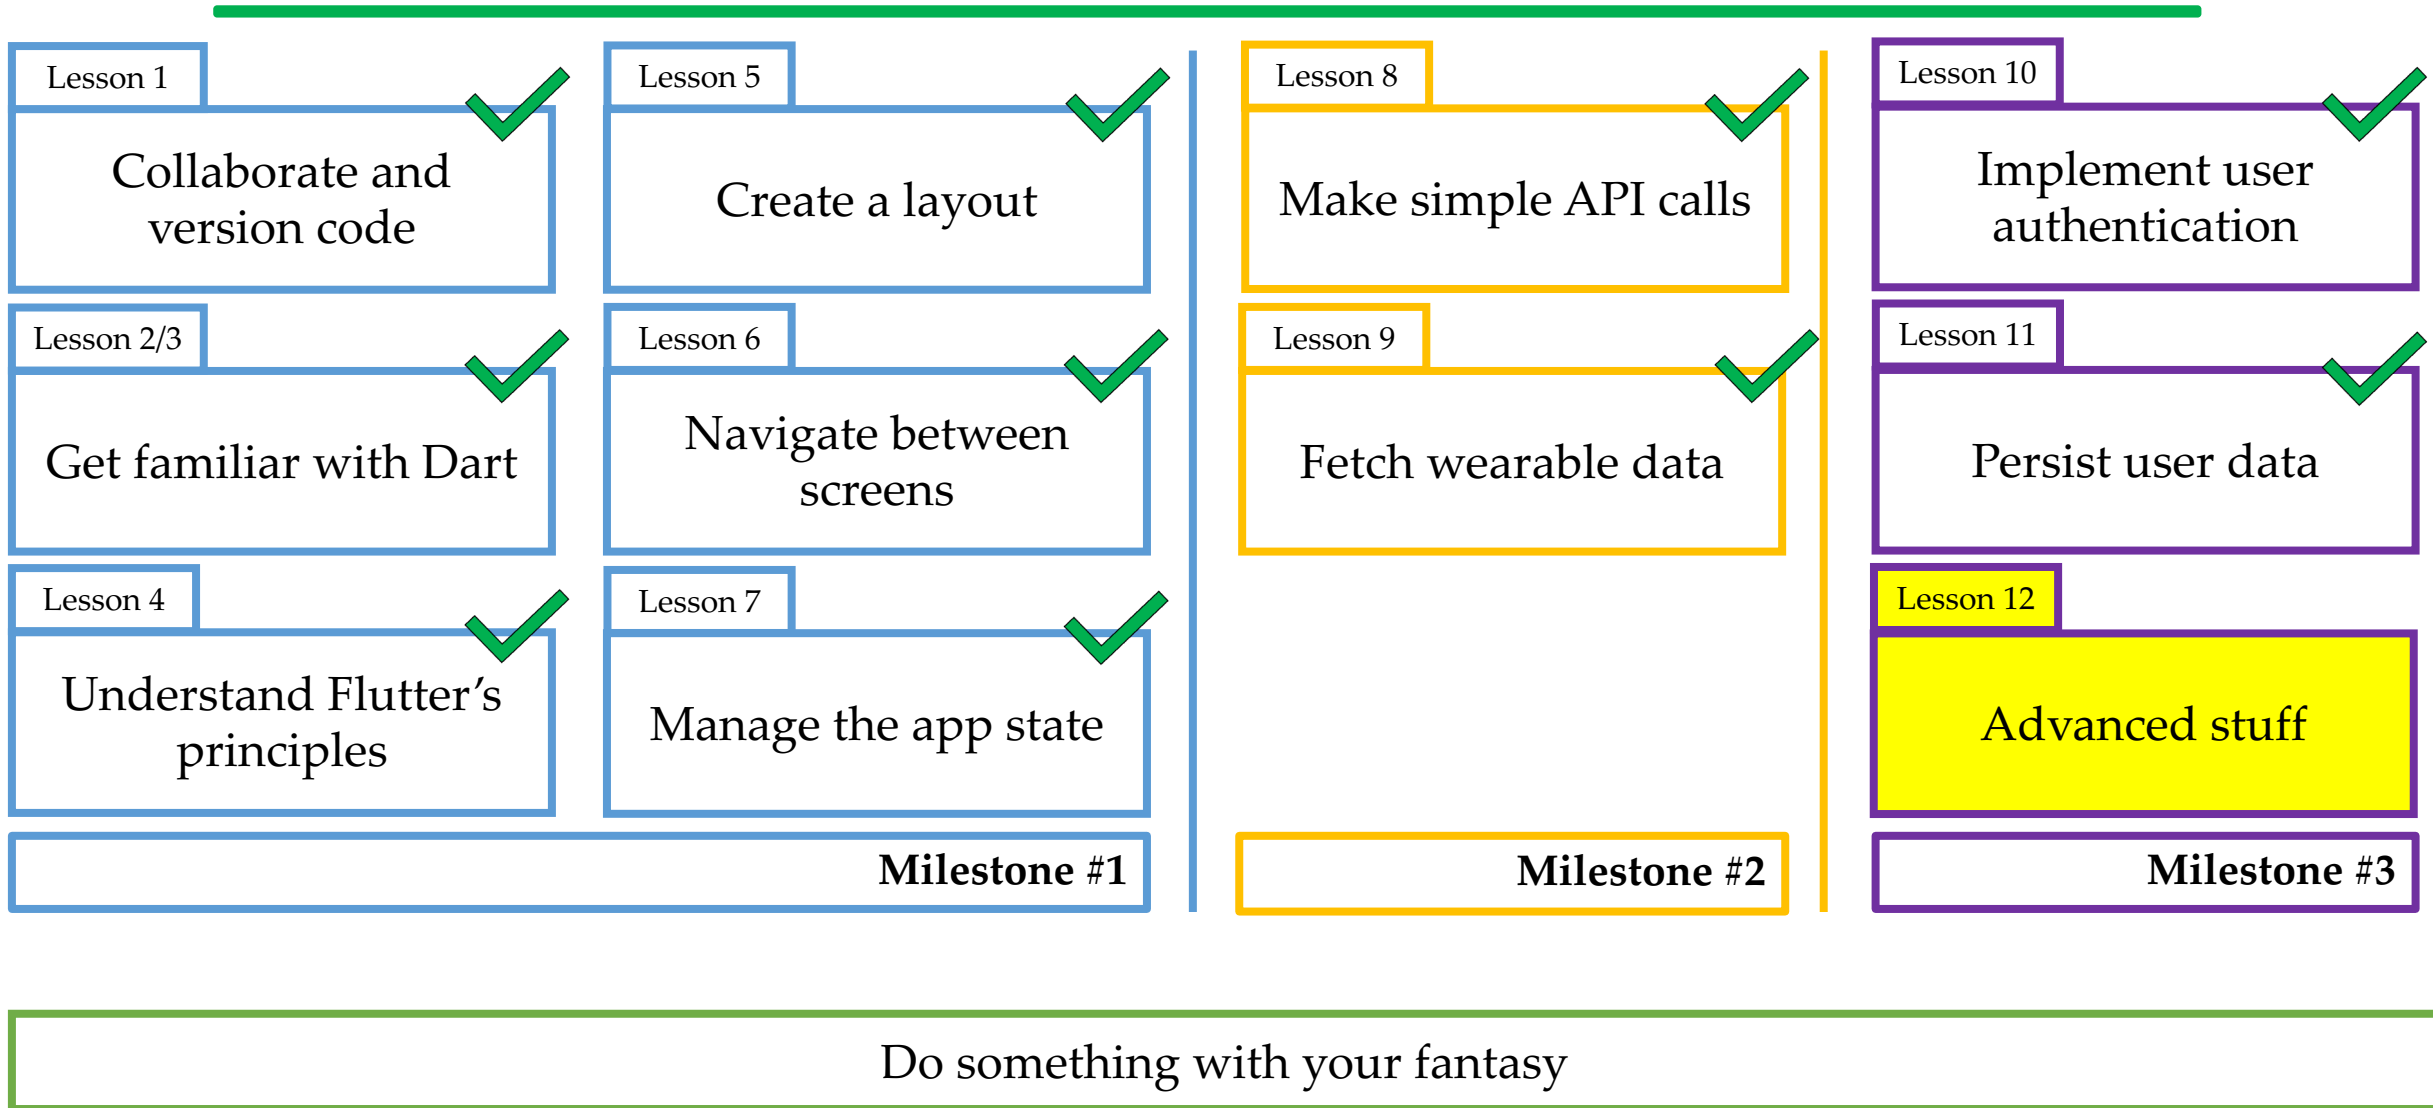 Lesson 1
Collaborate and
version code
Lesson 2/3
Get familiar with Dart
Lesson 4
Understand Flutter’s
principles
Lesson 5
Create a layout
Lesson 6
Navigate between
screens
Lesson 7
Manage the app state
Milestone #1
Lesson 8
Make simple API calls
Lesson 9
Fetch wearable data
Milestone #2
Lesson 10
Implement user
authentication
Lesson 11
Persist user data
Lesson 12
Advanced stuff
Milestone #3
Do something with your fantasy